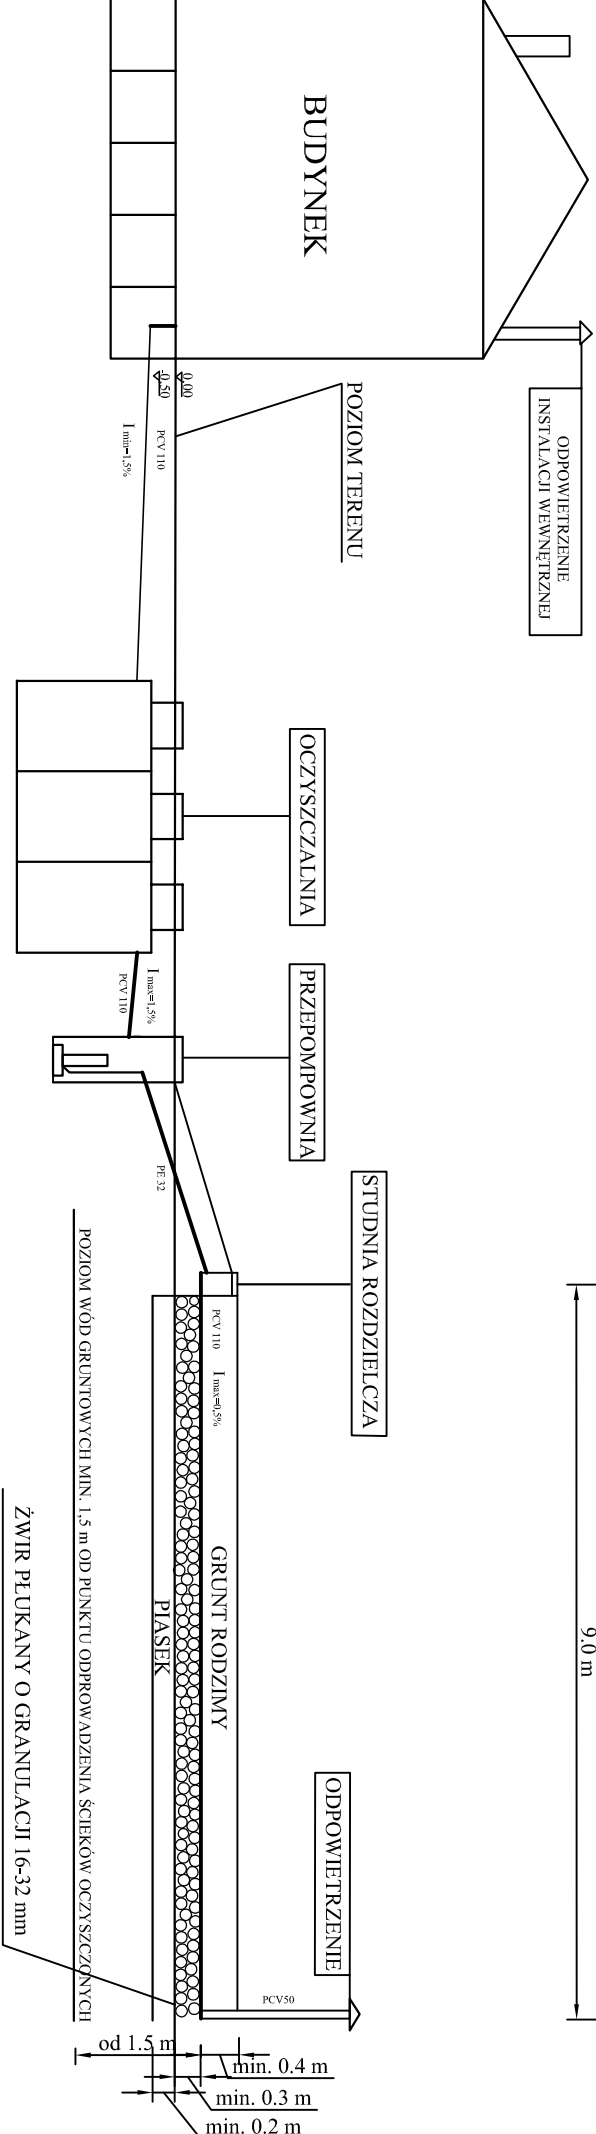 BUDYNEK
ODPOWIETRZENIE
INSTALACJI WEWNĘTRZNEJ
0,00
-0,50
POZIOM TERENU
PCV 110
I min=1,5%
OCZYSZCZALNIA
PRZEPOMPOWNIA
I max=1,5%
PCV 110
PE 32
STUDNIA ROZDZIELCZA
9.0 m
PCV 110
I max=0,5%
GRUNT RODZIMY
PIASEK
POZIOM WÓD GRUNTOWYCH MIN. 1,5 m OD PUNKTU ODPROWADZENIA ŚCIEKÓW OCZYSZCZONYCH
ŻWIR PŁUKANY O GRANULACJI 16-32 mm
ODPOWIETRZENIE
PCV50
od 1.5 m
min. 0.4 m
min. 0.3 m
min. 0.2 m